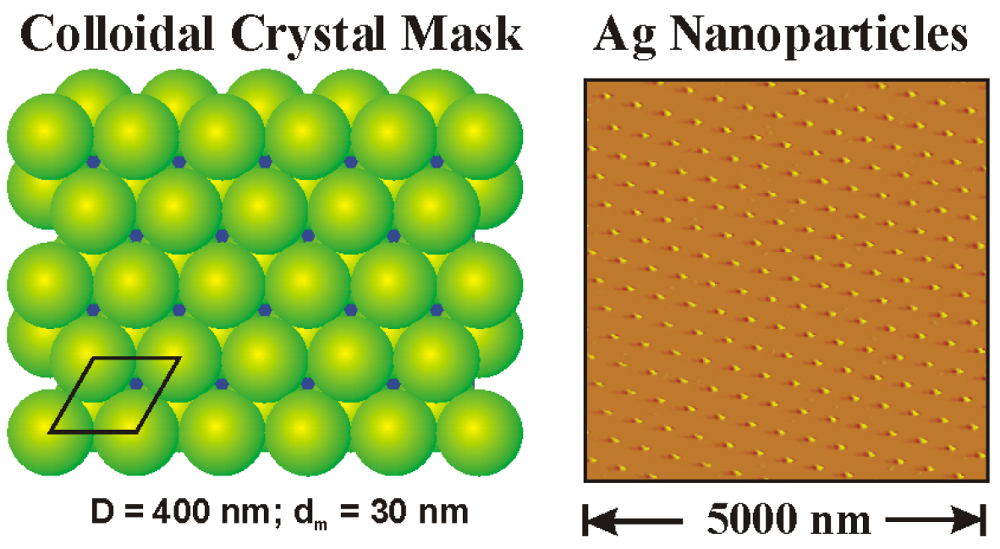 Colloidal Crystal Mask
Ag Nanoparticles
D = 400 nm; dₘ = 30 nm
5000 nm